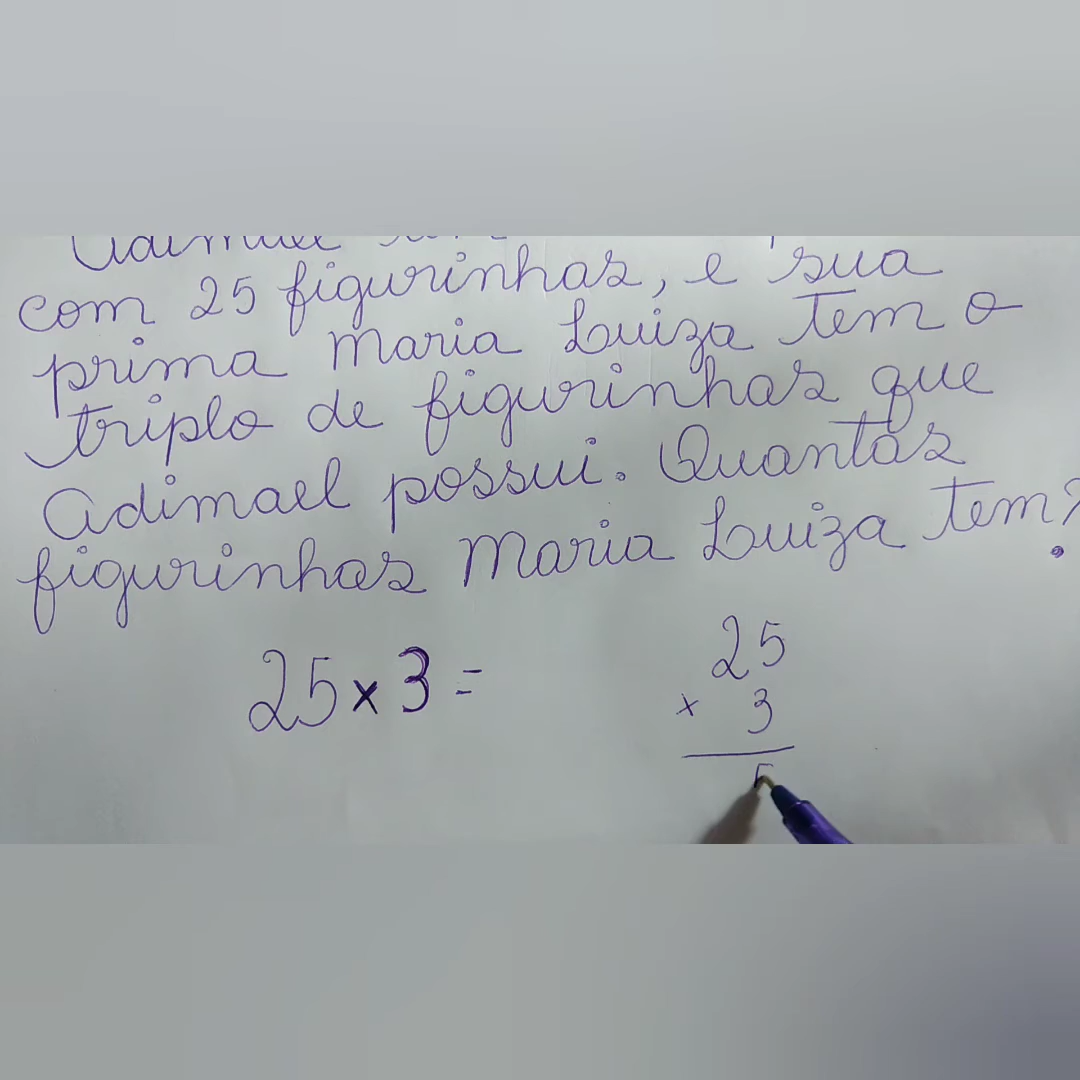 com 25 figurinhas, e sua
prima Maria Luiza tem o
triplo de figurinhas que
Adimael possui. Quantas
figurinhas Maria Luiza tem?
25 × 3 =
25
× 3
5